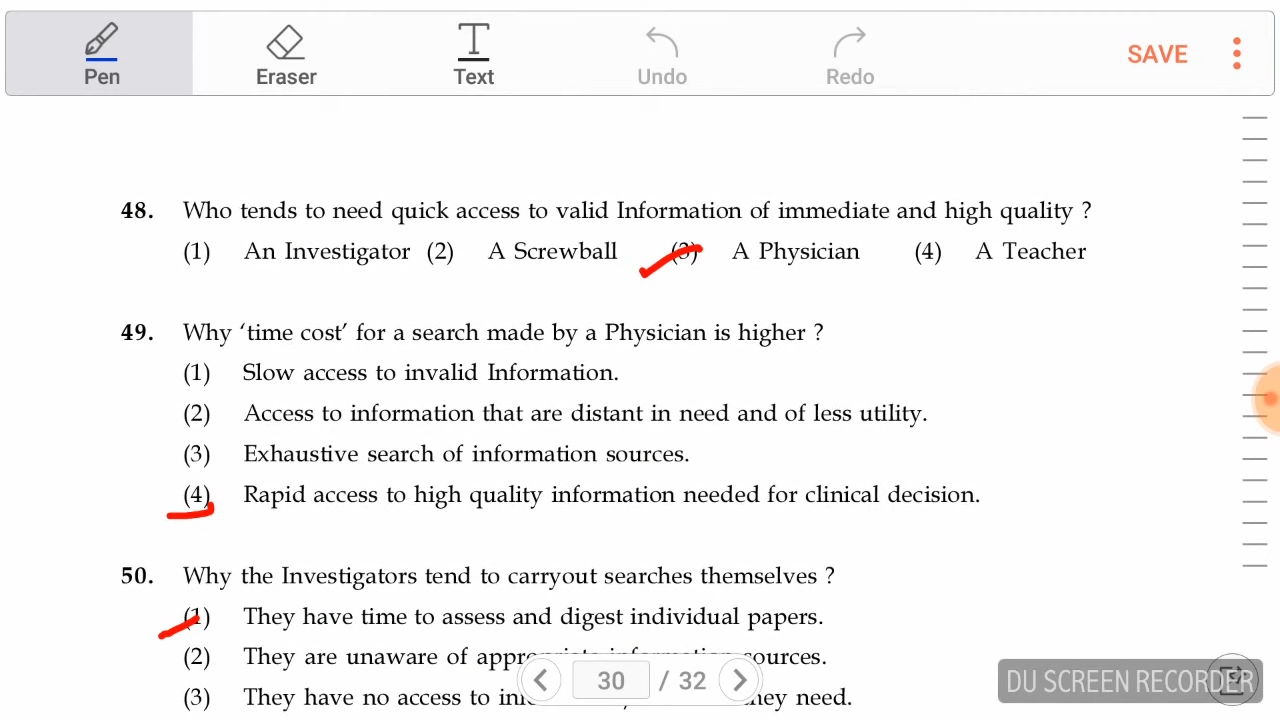 Pen Eraser Text Undo Redo SAVE
48. Who tends to need quick access to valid Information of immediate and high quality ?
(1) An Investigator (2) A Screwball (3) A Physician (4) A Teacher
49. Why ‘time cost’ for a search made by a Physician is higher ?
(1) Slow access to invalid Information.
(2) Access to information that are distant in need and of less utility.
(3) Exhaustive search of information sources.
(4) Rapid access to high quality information needed for clinical decision.
50. Why the Investigators tend to carryout searches themselves ?
(1) They have time to assess and digest individual papers.
(2) They are unaware of appropriate information sources.
(3) They have no access to they need.
30 / 32
DU SCREEN RECORDER